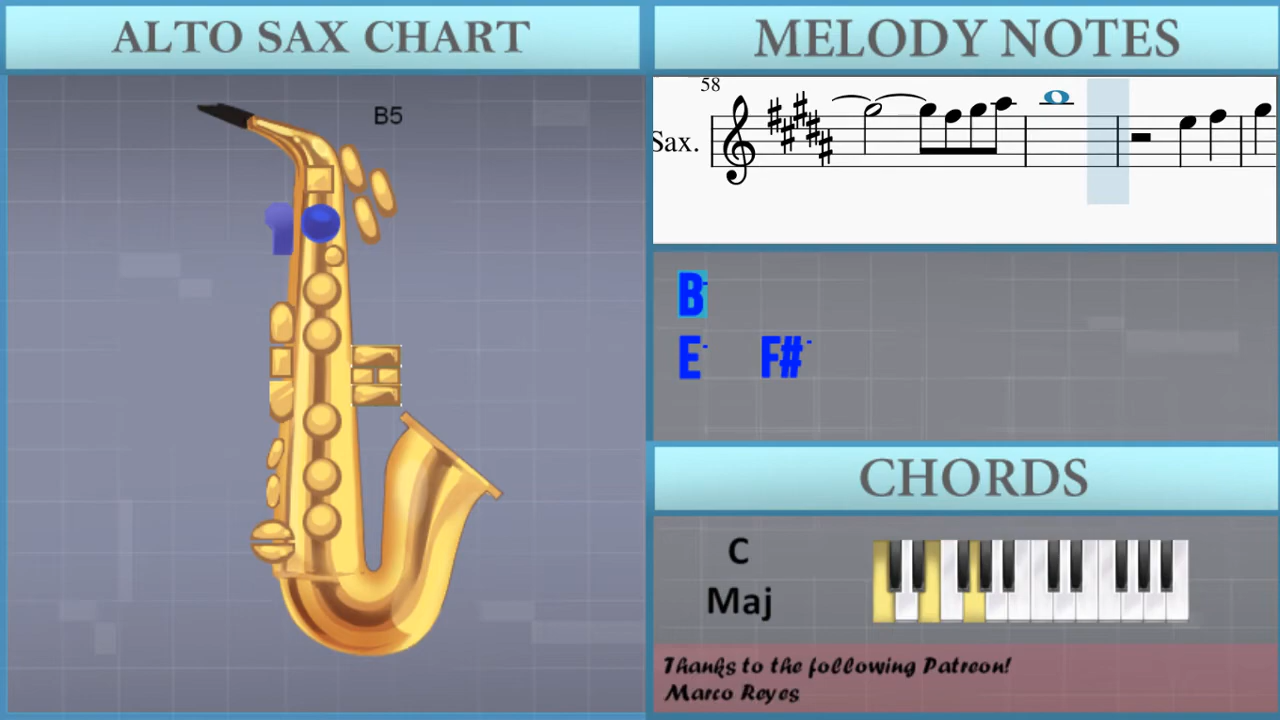 ALTO SAX CHART
B5
MELODY NOTES
58
Sax.
B-
E- F#-
CHORDS
C
Maj
Thanks to the following Patreon!
Marco Reyes